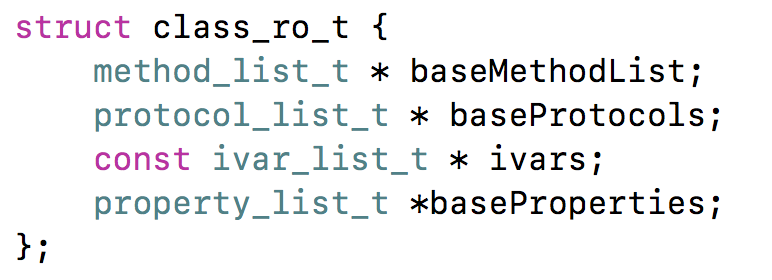 struct class_ro_t {
    method_list_t * baseMethodList;
    protocol_list_t * baseProtocols;
    const ivar_list_t * ivars;
    property_list_t *baseProperties;
};